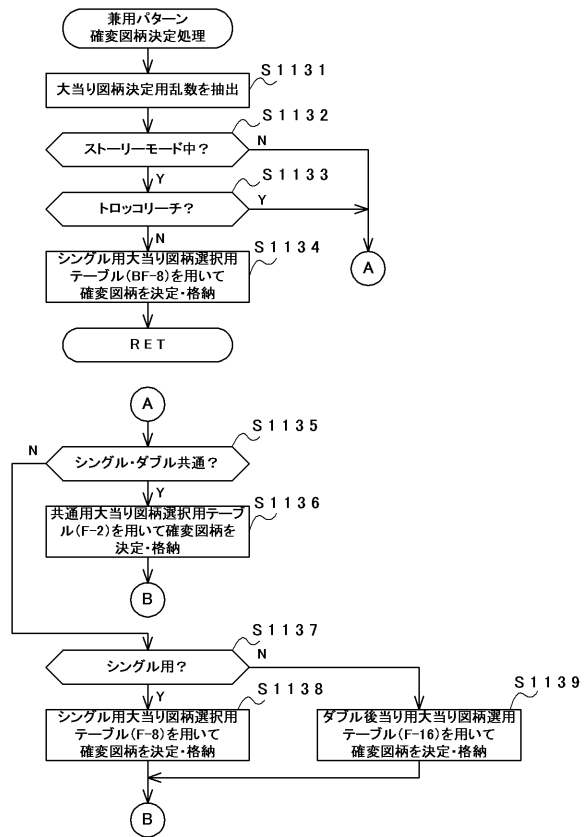 兼用パターン
確変図柄決定処理
S1131
大当り図柄決定用乱数を抽出
S1132
ストーリーモード中?
N
Y
S1133
トロッコリーチ?
Y
N
S1134
シングル用大当り図柄選択用
テーブル(BF-8)を用いて
確変図柄を決定・格納
A
RET
A
S1135
N
シングル・ダブル共通?
Y
S1136
共通用大当り図柄選択用テーブ
ル(F-2)を用いて確変図柄を
決定・格納
B
S1137
シングル用?
N
Y
S1138
シングル用大当り図柄選択用
テーブル(F-8)を用いて
確変図柄を決定・格納
S1139
ダブル後当り用大当り図柄選用
テーブル(F-16)を用いて
確変図柄を決定・格納
B